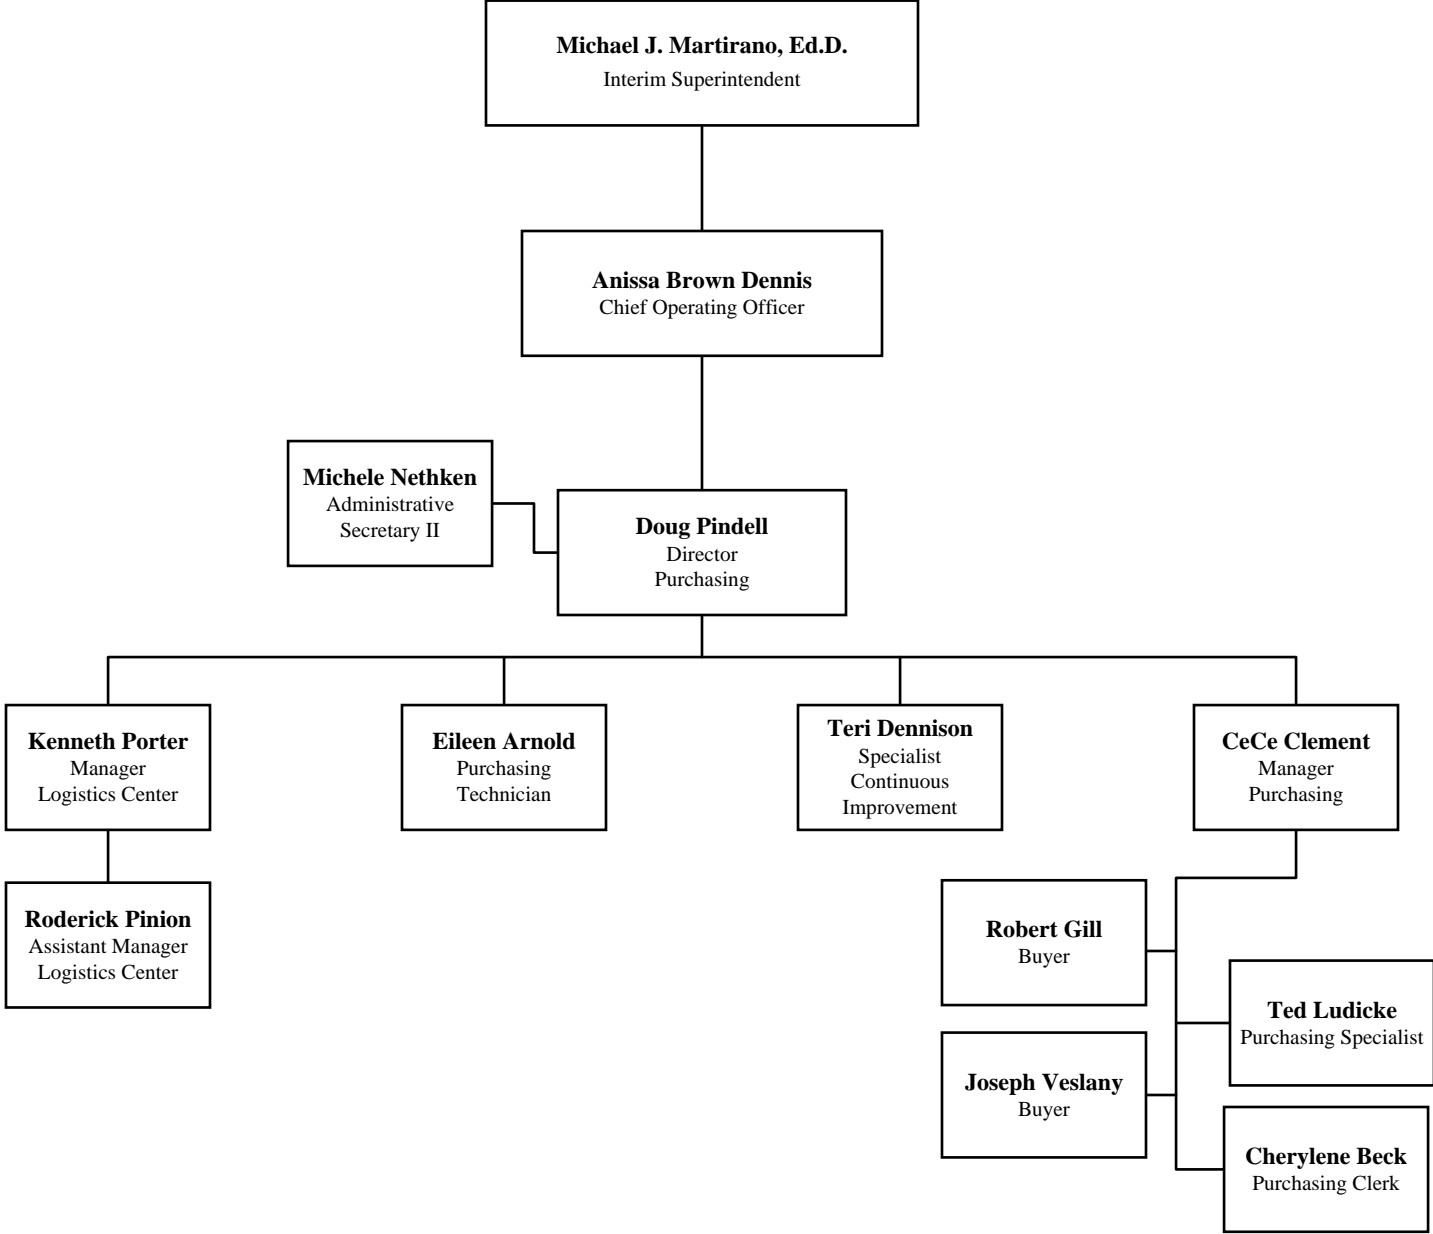 Michael J. Martirano, Ed.D.
Interim Superintendent
Anissa Brown Dennis
Chief Operating Officer
Michele Nethken
Administrative
Secretary II
Doug Pindell
Director
Purchasing
Kenneth Porter
Manager
Logistics Center
Eileen Arnold
Purchasing
Technician
Teri Dennison
Specialist
Continuous
Improvement
CeCe Clement
Manager
Purchasing
Roderick Pinion
Assistant Manager
Logistics Center
Robert Gill
Buyer
Ted Ludicke
Purchasing Specialist
Joseph Veslany
Buyer
Cherylene Beck
Purchasing Clerk